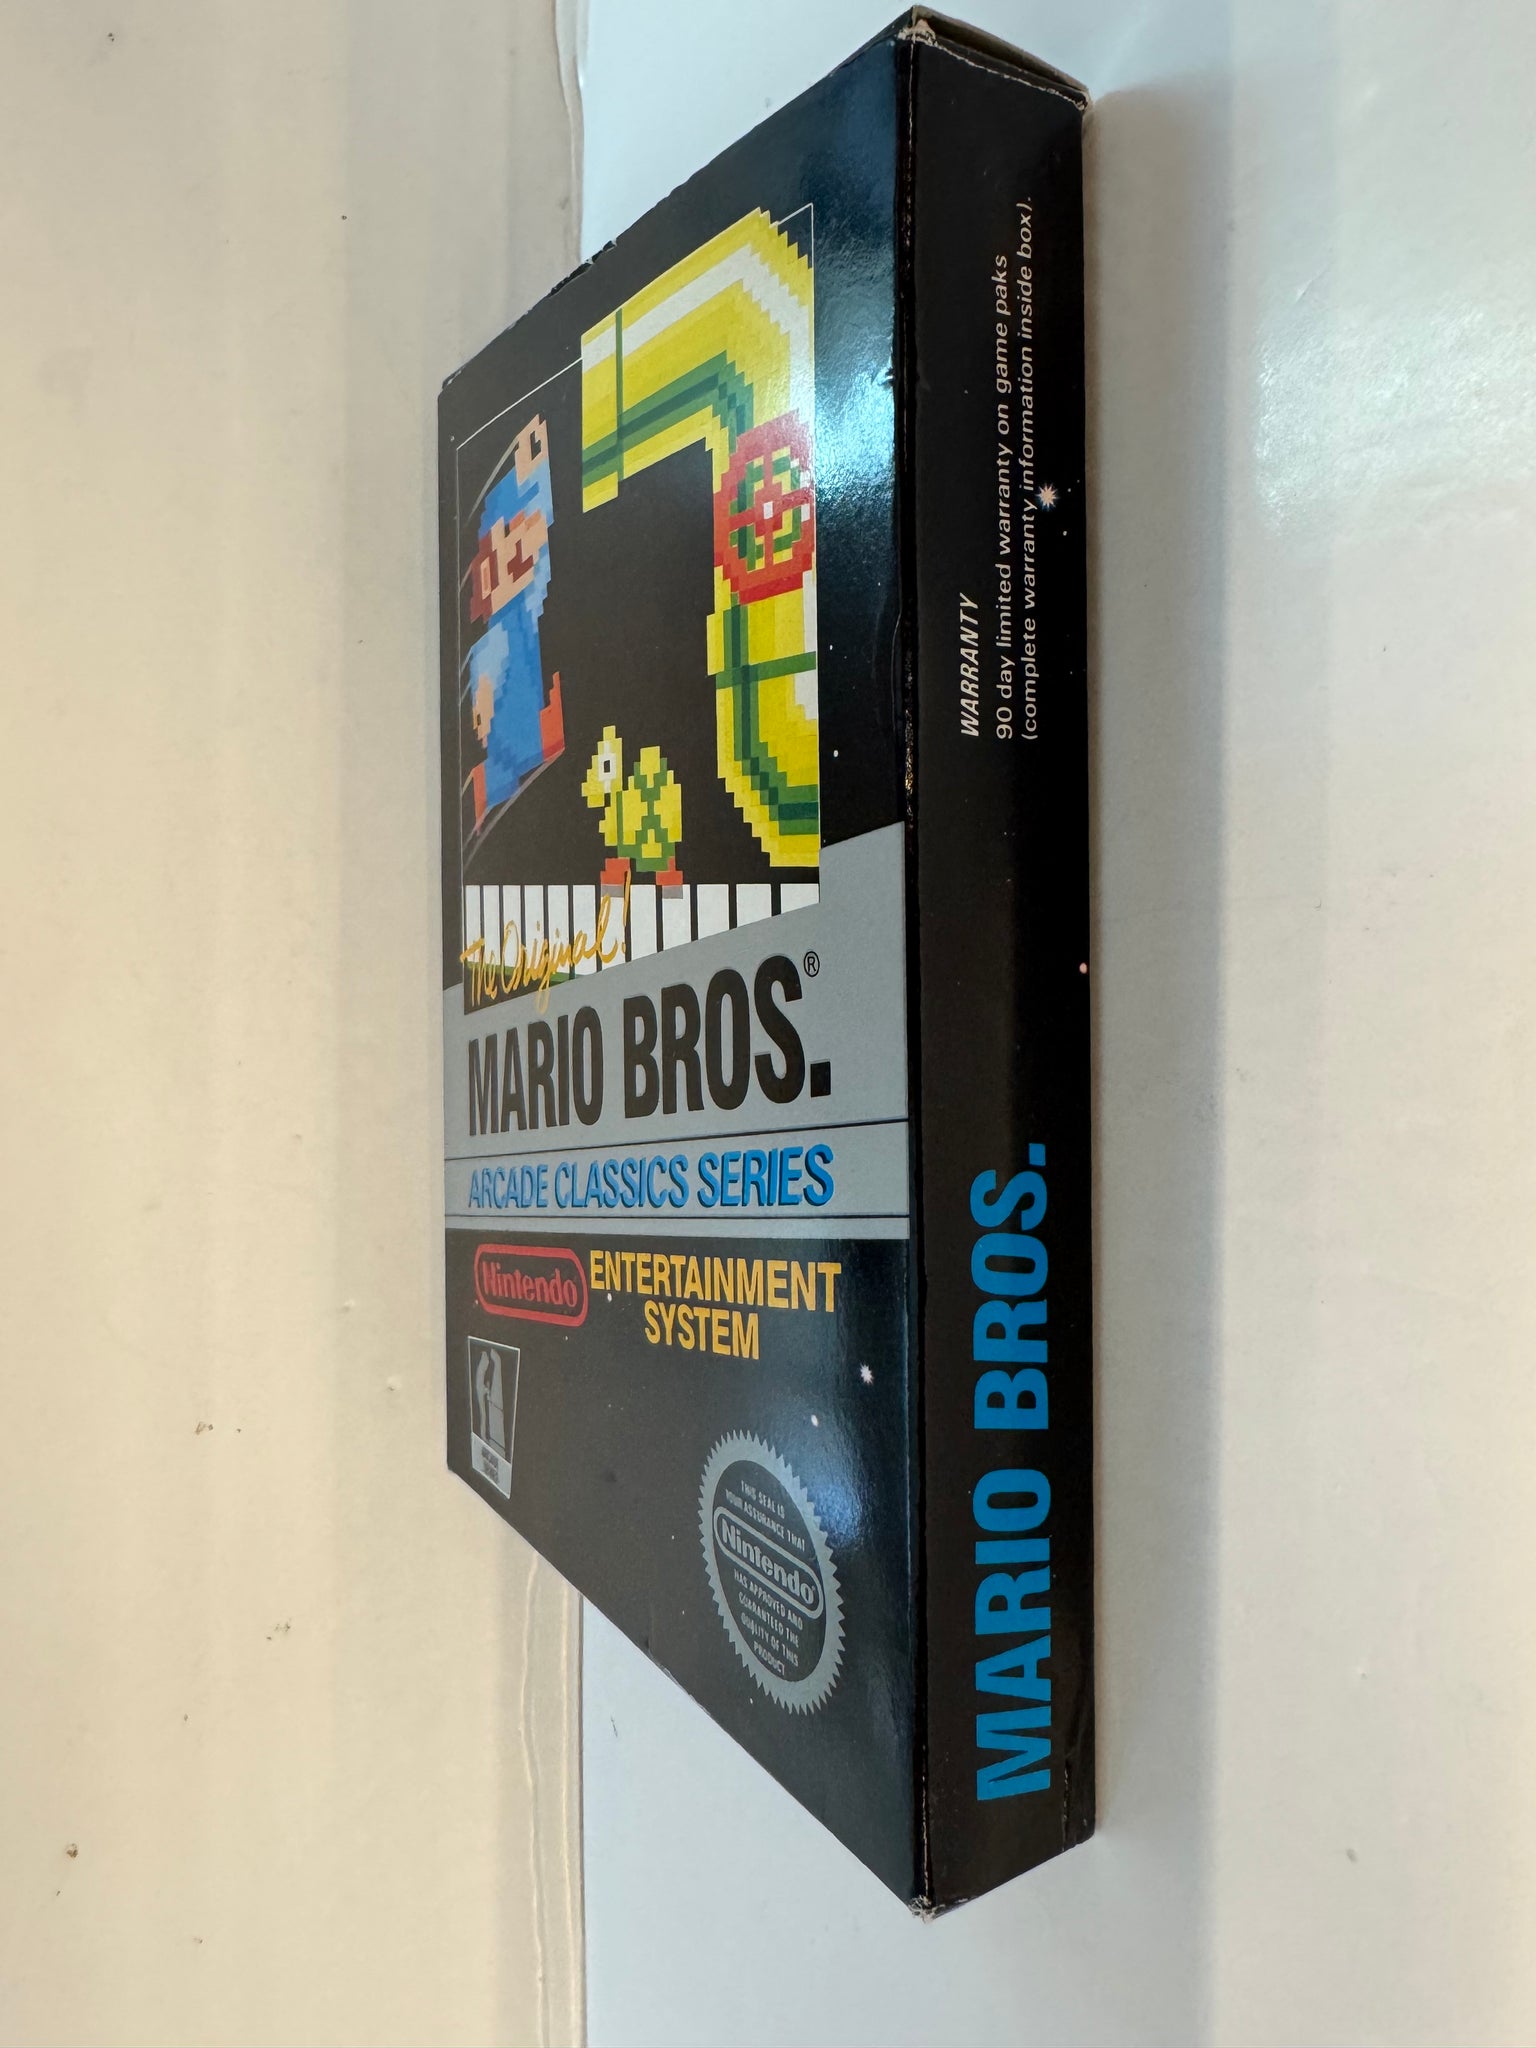 The Original!
MARIO BROS.®
ARCADE CLASSICS SERIES
Nintendo ENTERTAINMENT
SYSTEM
ARCADE
SERIES
THIS SEAL IS
YOUR ASSURANCE THAT
Nintendo®
HAS APPROVED AND
GUARANTEED THE
QUALITY OF THIS
PRODUCT
MARIO BROS.
WARRANTY
90 day limited warranty on game paks
(complete warranty information inside box).